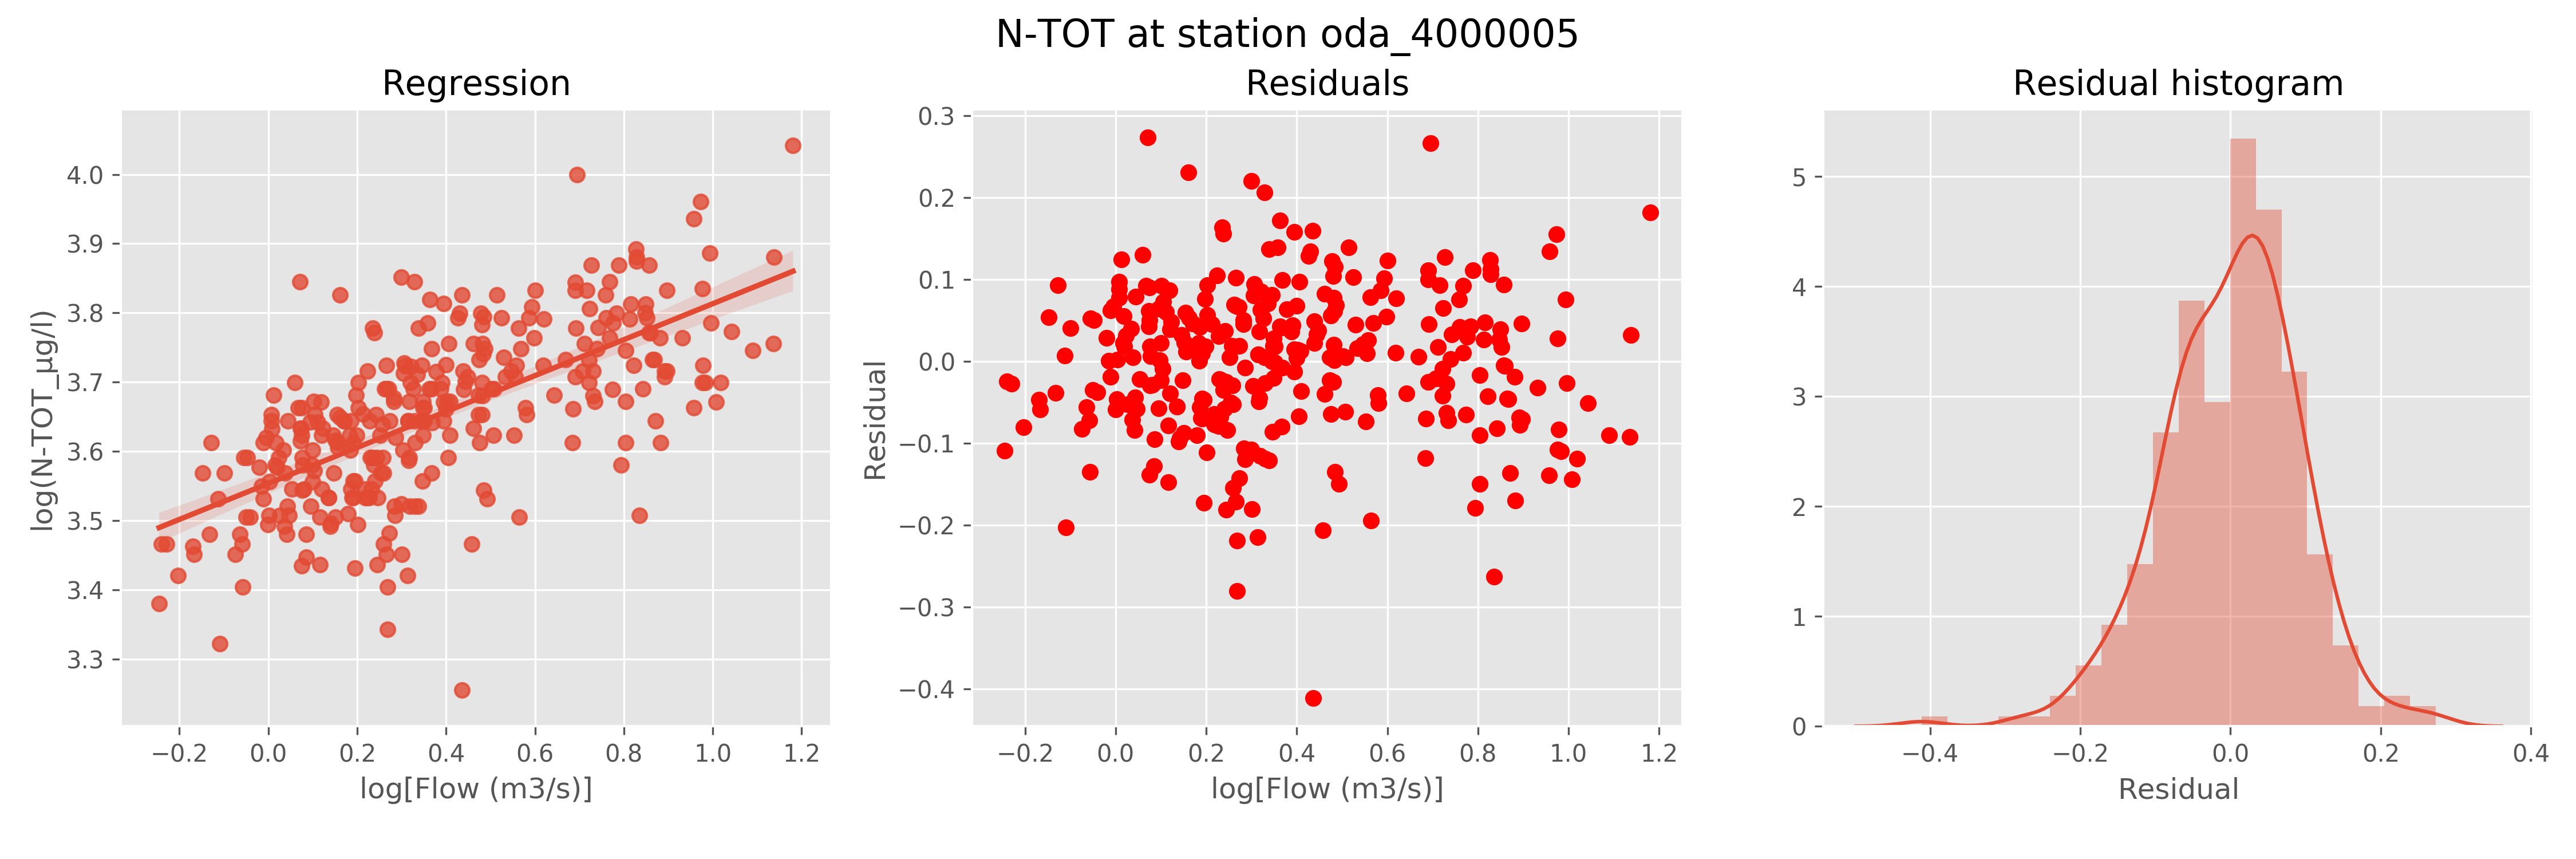 N-TOT at station oda_4000005
Regression
log(N-TOT_µg/l)
4.0
3.9
3.8
3.7
3.6
3.5
3.4
3.3
−0.2 0.0 0.2 0.4 0.6 0.8 1.0 1.2
log[Flow (m3/s)]
Residuals
Residual
0.3
0.2
0.1
0.0
−0.1
−0.2
−0.3
−0.4
−0.2 0.0 0.2 0.4 0.6 0.8 1.0 1.2
log[Flow (m3/s)]
Residual histogram
5
4
3
2
1
0
−0.4 −0.2 0.0 0.2 0.4
Residual